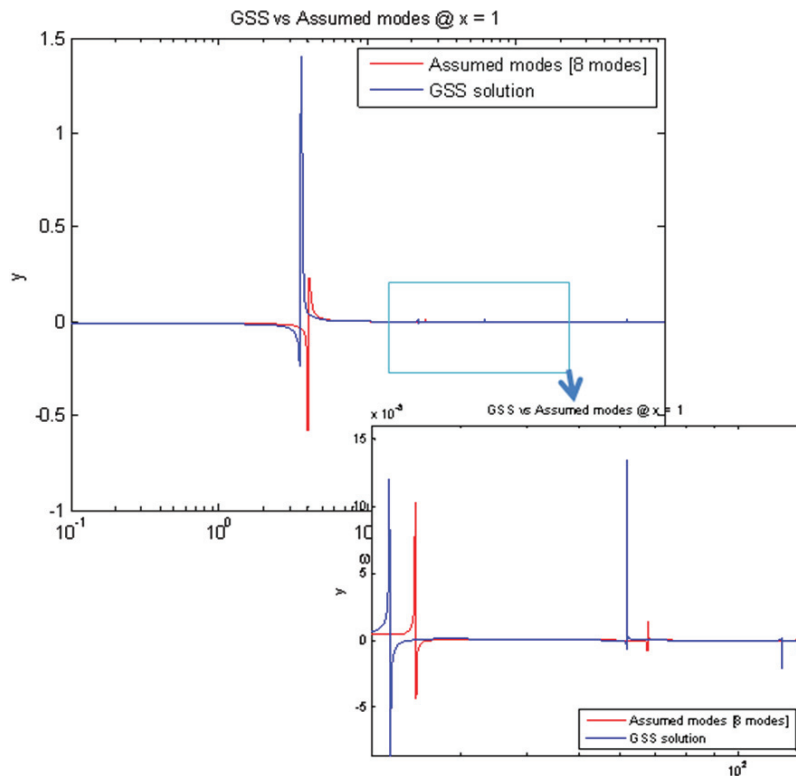 GSS vs Assumed modes @ x = 1
1.5
Assumed modes [8 modes]
GSS solution
1
0.5
y
0
-0.5
-1
10^-1
10^0
10
ω
GSS vs Assumed modes @ x = 1
15
10
5
y
0
-5
Assumed modes [8 modes]
GSS solution
10^2